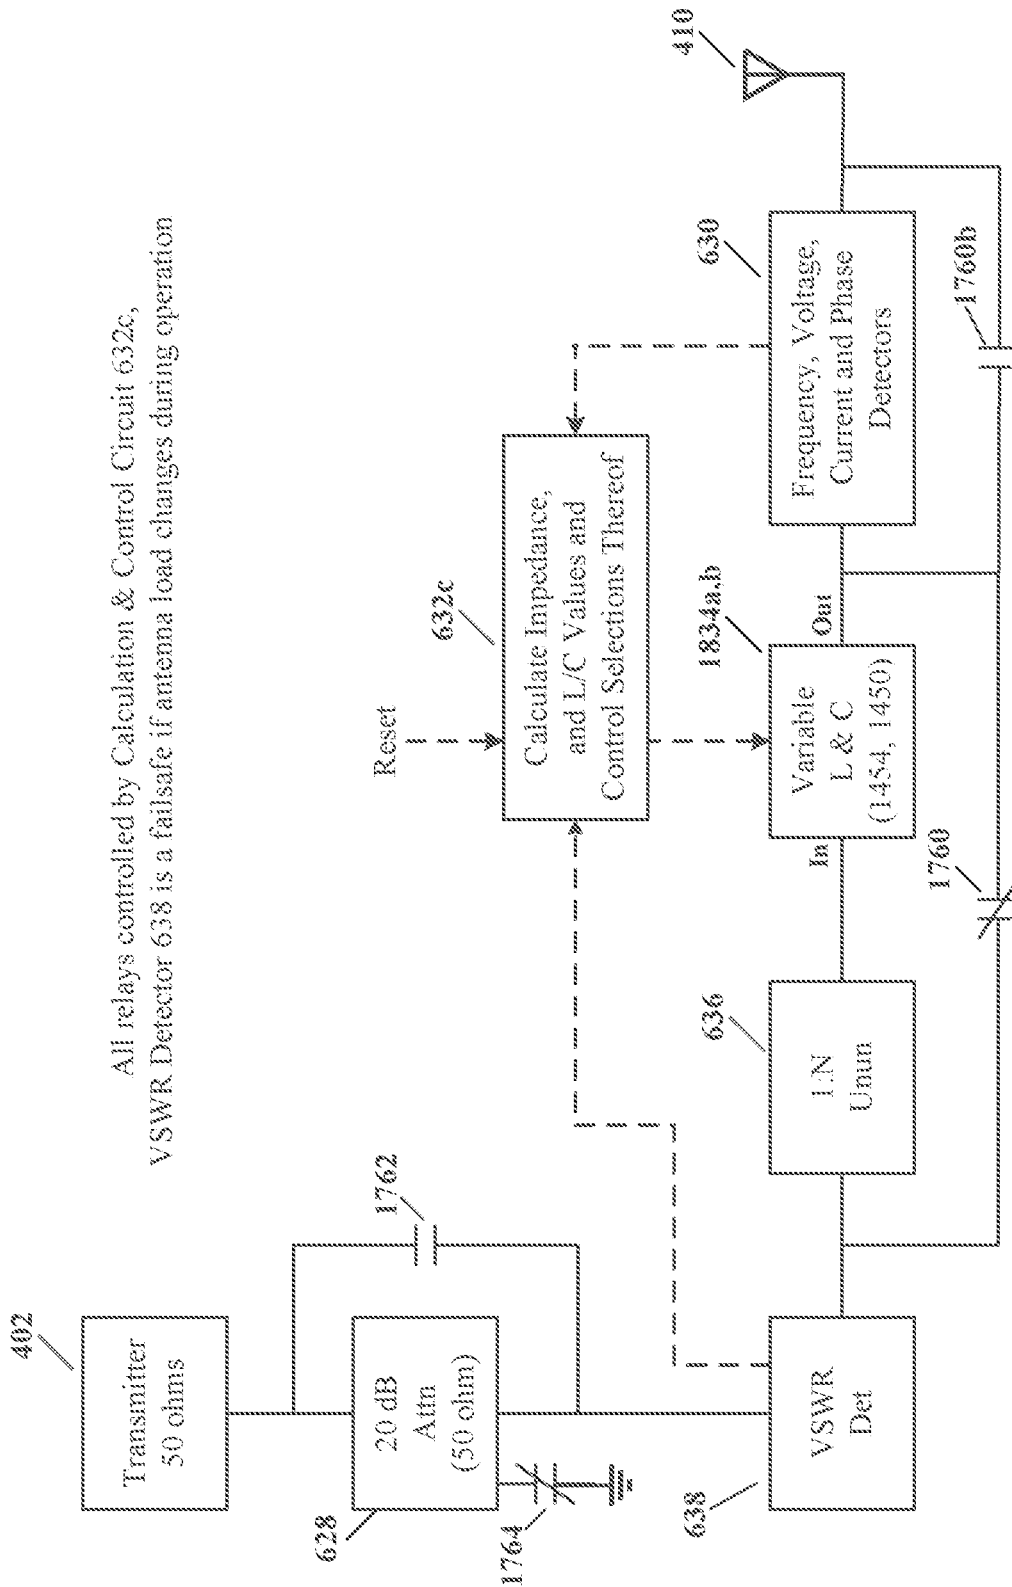 All relays controlled by Calculation & Control Circuit 632c,
VSWR Detector 638 is a failsafe if antenna load changes during operation
402
Transmitter
50 ohms
1762
628
20 dB
Attn
(50 ohm)
1764
Reset
632c
Calculate Impedance,
and L/C Values and
Control Selections Thereof
410
638
VSWR
Det
636
1:N
Unun
In
1834a,b
Variable
L & C
(1454, 1450)
Out
630
Frequency, Voltage,
Current and Phase
Detectors
1760
1760b